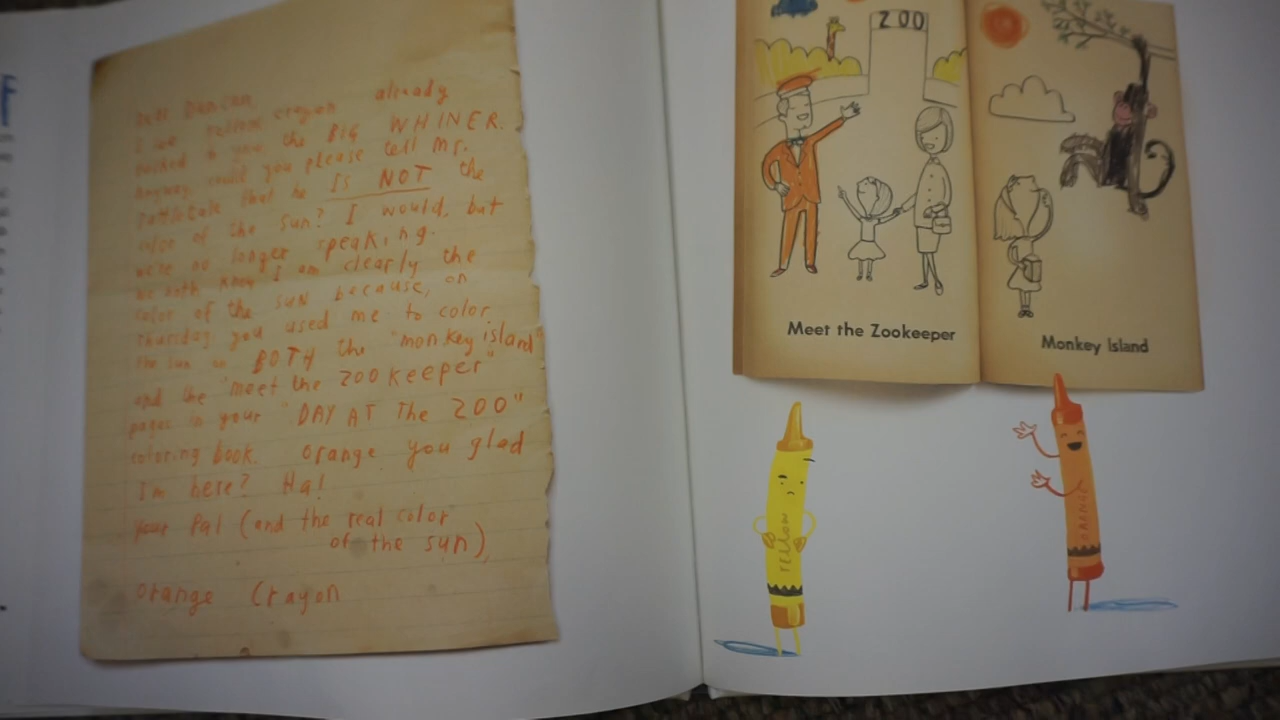 Dear Duncan
I see yellow crayon already
talked to you, the BIG WHINER.
Anyway, could you please tell Mr.
Tattletale that he IS NOT the
color of the sun? I would, but
we're no longer speaking.
We both know I am clearly the
color of the sun because, on
Thursday, you used me to color
the sun on BOTH the "monkey island"
and the "meet the zookeeper"
pages in your "DAY AT The ZOO"
coloring book. orange you glad
I'm here? Ha!
your Pal (and the real color
of the sun),
orange Crayon
ZOO
Meet the Zookeeper
Monkey Island
Yellow
ORANGE